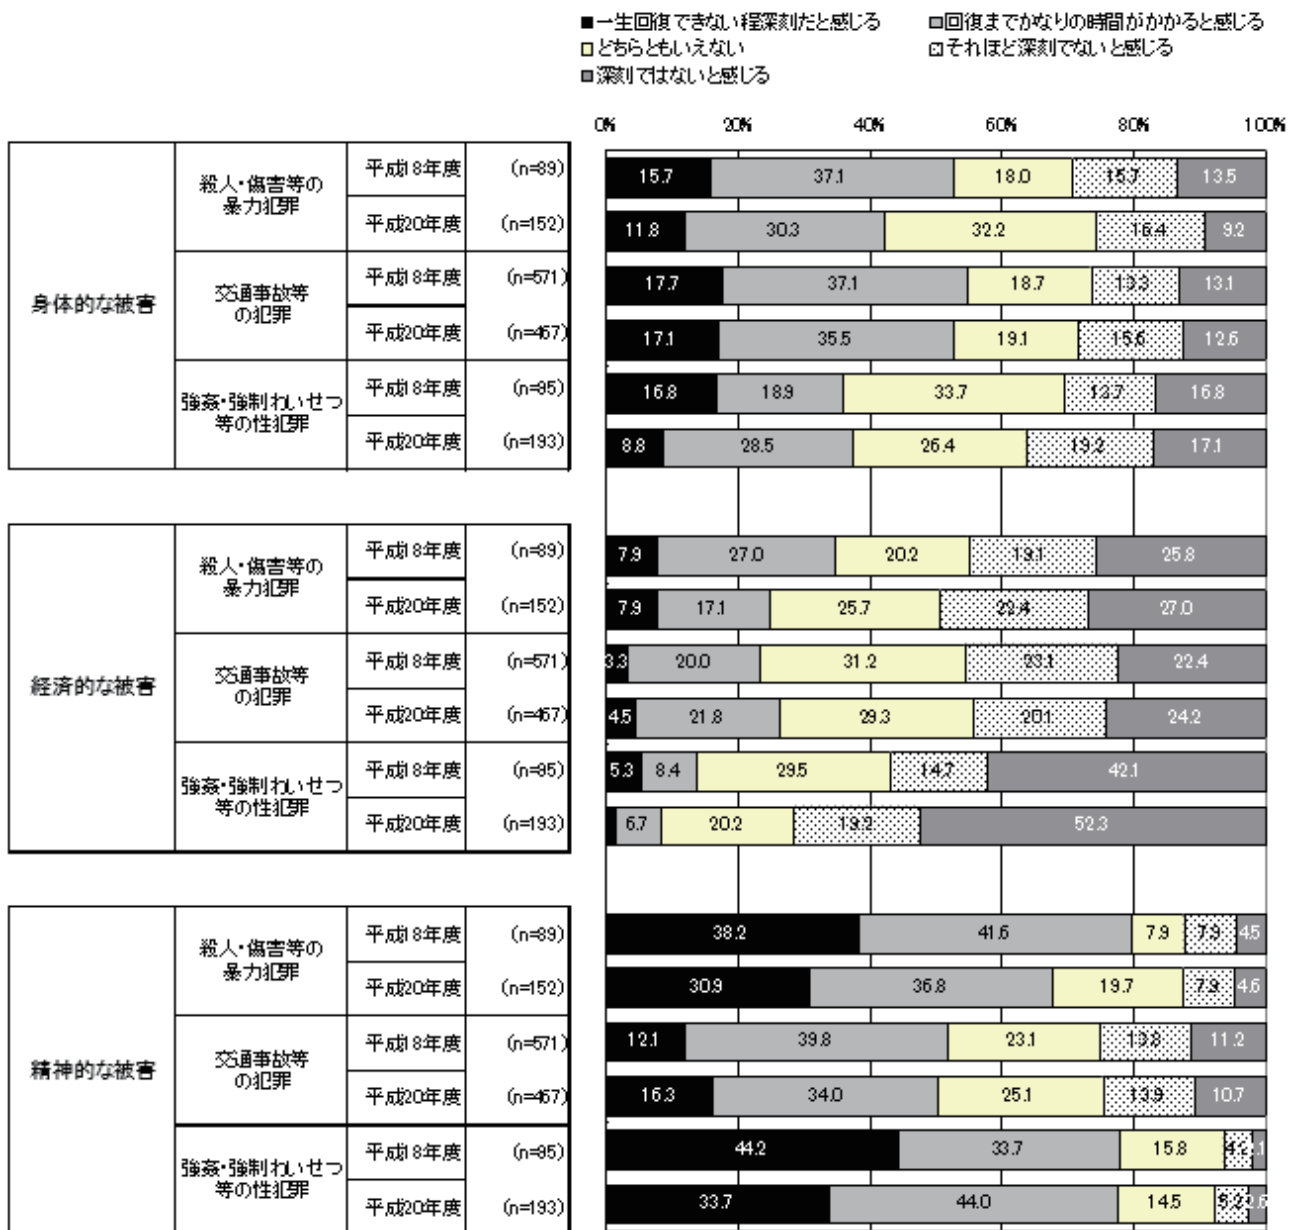 ■一生回復できない程深刻だと感じる ■回復までかなりの時間がかかると感じる
□どちらともいえない □それほど深刻でないと感じる
■深刻ではないと感じる
0% 20% 40% 60% 80% 100%
身体的な被害
殺人・傷害等の
暴力犯罪
平成18年度 (n=89) 15.7 37.1 18.0 15.7 13.5
平成20年度 (n=152) 11.8 30.3 32.2 16.4 9.2
交通事故等
の犯罪
平成18年度 (n=571) 17.7 37.1 18.7 13.3 13.1
平成20年度 (n=467) 17.1 35.5 19.1 15.6 12.6
強姦・強制わいせつ
等の性犯罪
平成18年度 (n=95) 16.8 18.9 33.7 13.7 16.8
平成20年度 (n=193) 8.8 28.5 26.4 19.2 17.1
経済的な被害
殺人・傷害等の
暴力犯罪
平成18年度 (n=89) 7.9 27.0 20.2 19.1 25.8
平成20年度 (n=152) 7.9 17.1 25.7 22.4 27.0
交通事故等
の犯罪
平成18年度 (n=571) 3.3 20.0 31.2 23.1 22.4
平成20年度 (n=467) 4.5 21.8 29.3 20.1 24.2
強姦・強制わいせつ
等の性犯罪
平成18年度 (n=95) 5.3 8.4 29.5 14.7 42.1
平成20年度 (n=193) 6.7 20.2 19.2 52.3
精神的な被害
殺人・傷害等の
暴力犯罪
平成18年度 (n=89) 38.2 41.6 7.9 7.9 4.5
平成20年度 (n=152) 30.9 36.8 19.7 7.9 4.6
交通事故等
の犯罪
平成18年度 (n=571) 12.1 39.8 23.1 13.8 11.2
平成20年度 (n=467) 16.3 34.0 25.1 13.9 10.7
強姦・強制わいせつ
等の性犯罪
平成18年度 (n=95) 44.2 33.7 15.8 4.2
平成20年度 (n=193) 33.7 44.0 14.5 5.2 2.6